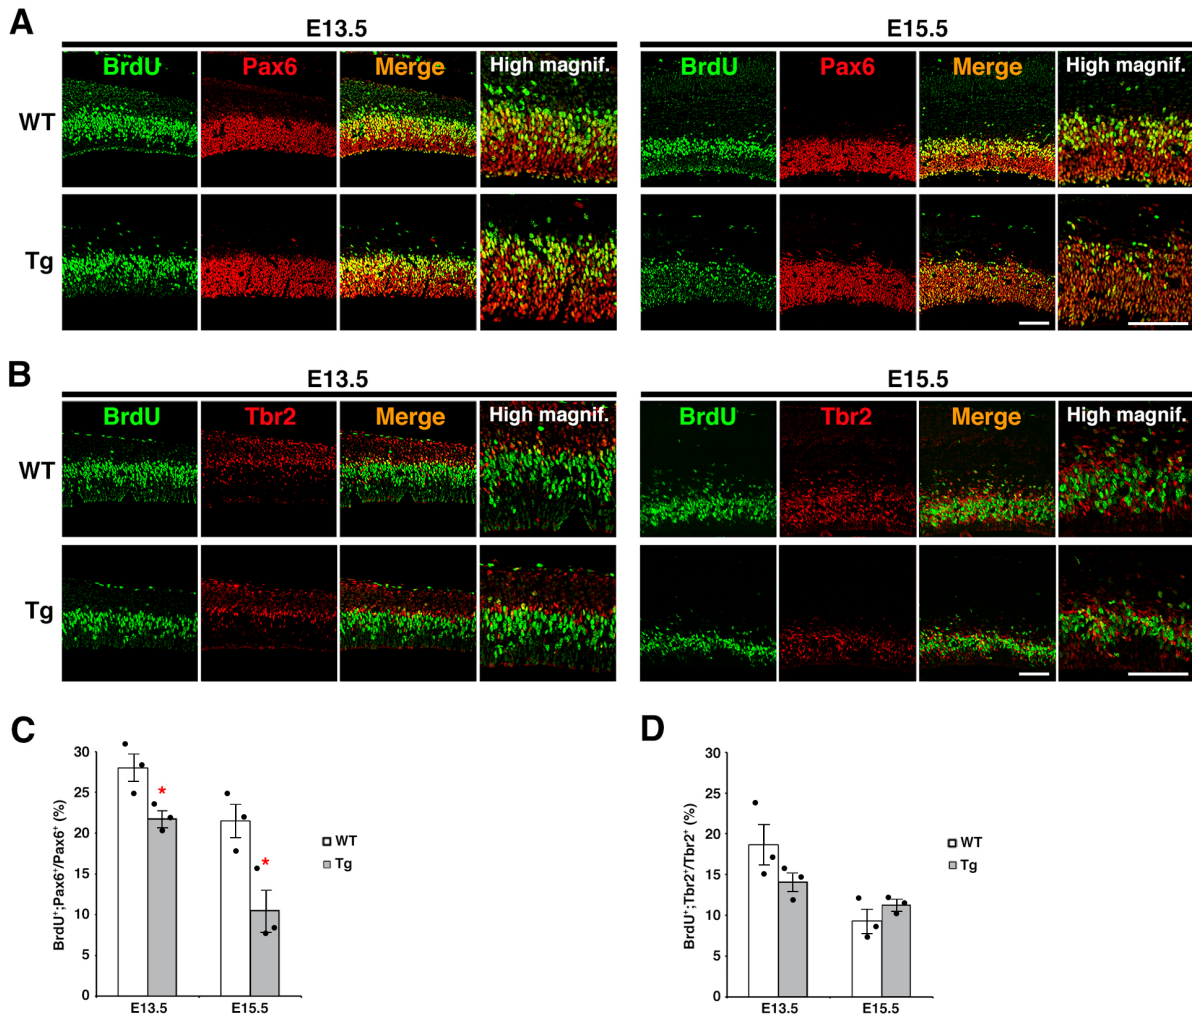 A
E13.5
E15.5
BrdU Pax6 Merge High magnif.
BrdU Pax6 Merge High magnif.
WT
Tg
B
E13.5
E15.5
BrdU Tbr2 Merge High magnif.
BrdU Tbr2 Merge High magnif.
WT
Tg
C
BrdU⁺;Pax6⁺/Pax6⁺ (%)
30
25
20
15
10
5
0
*
*
E13.5
E15.5
WT
Tg
D
BrdU⁺;Tbr2⁺/Tbr2⁺ (%)
30
25
20
15
10
5
0
E13.5
E15.5
WT
Tg